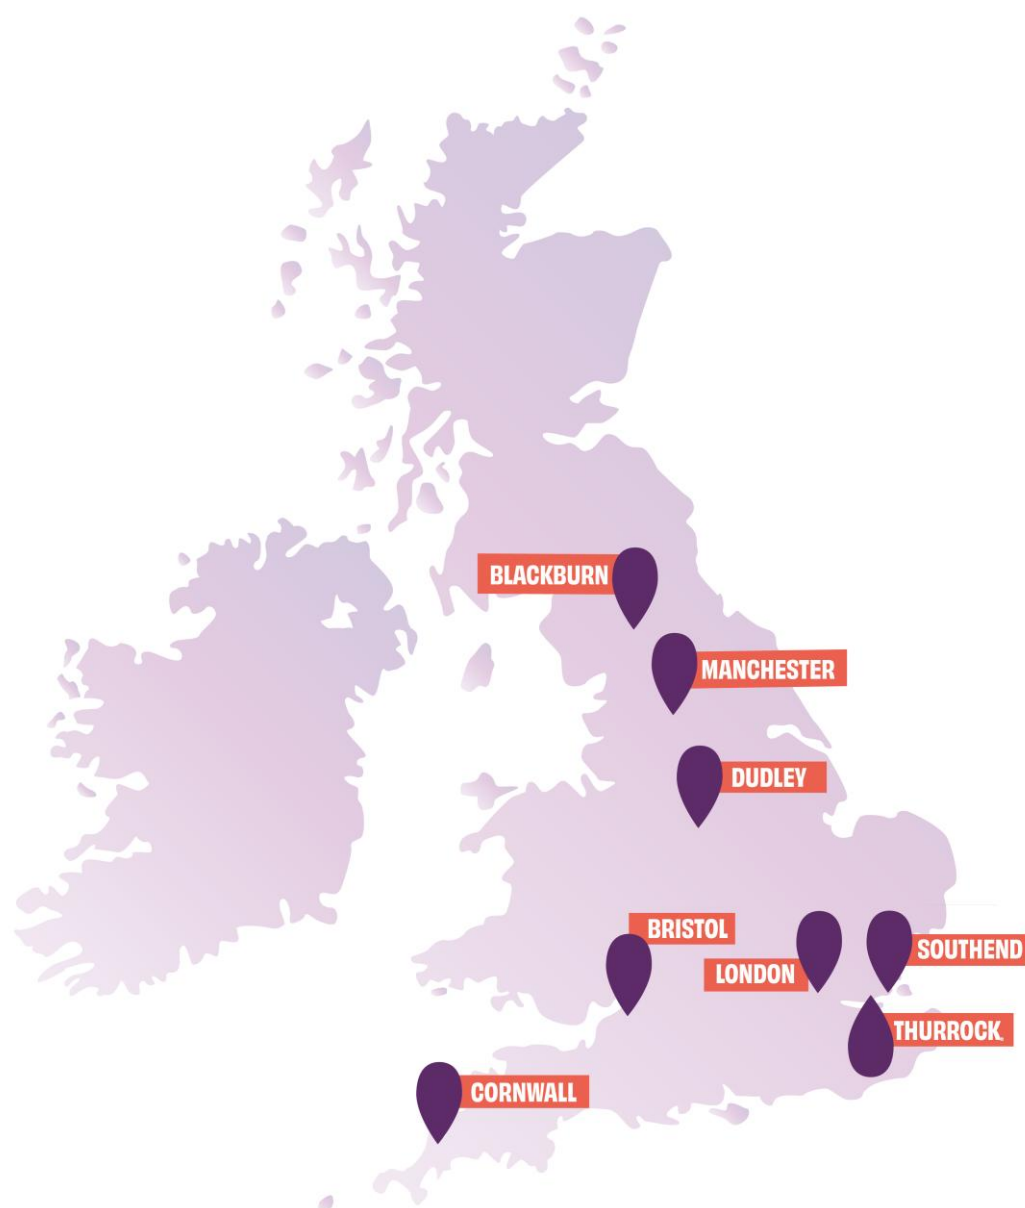 BLACKBURN
MANCHESTER
DUDLEY
BRISTOL
SOUTHEND
LONDON
THURROCK
CORNWALL